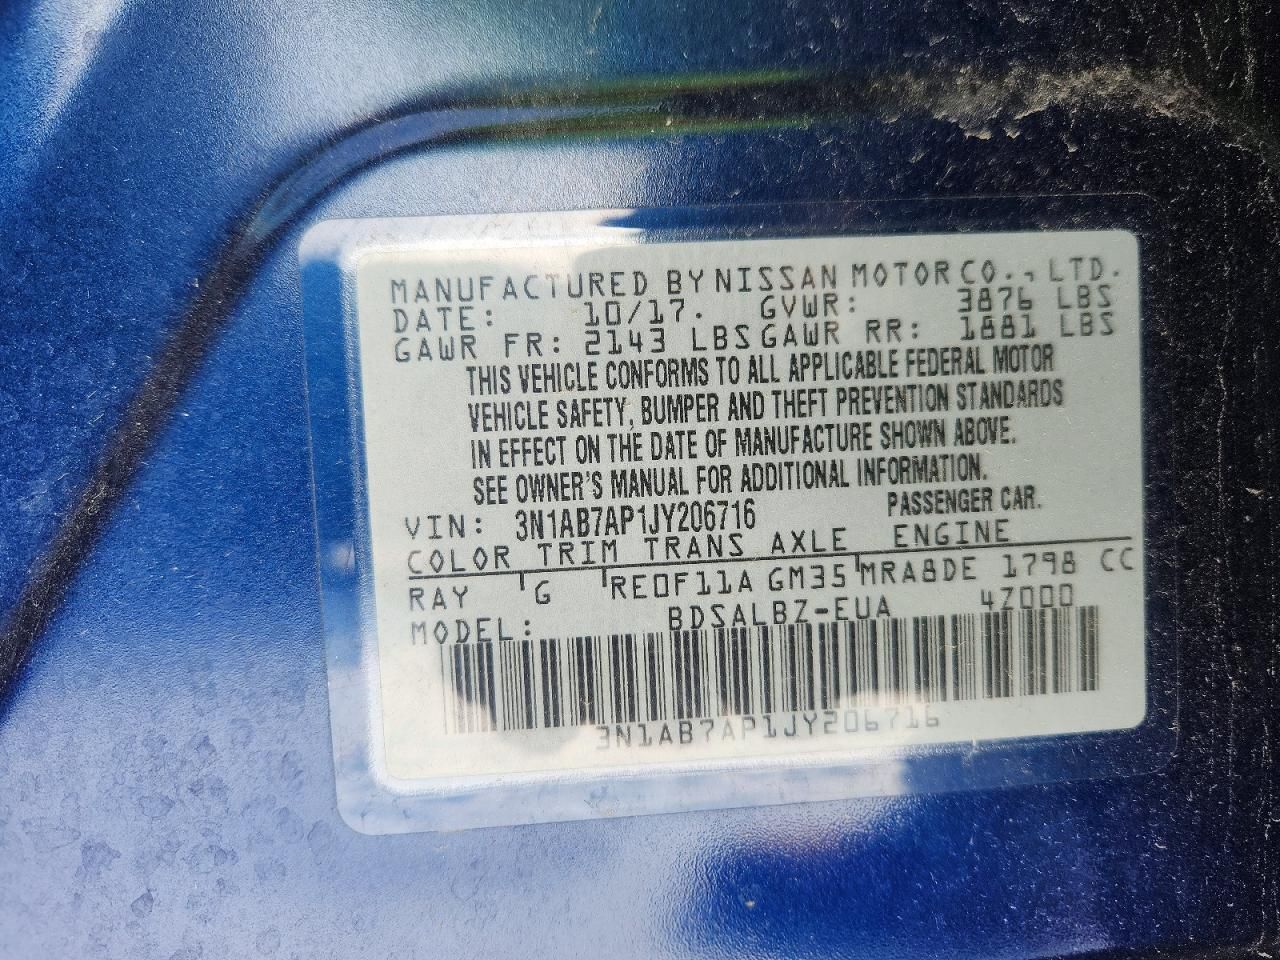 MANUFACTURED BY NISSAN MOTOR CO., LTD.
DATE: 10/17. GVWR: 3876 LBS
GAWR FR: 2143 LBS GAWR RR: 1881 LBS
THIS VEHICLE CONFORMS TO ALL APPLICABLE FEDERAL MOTOR
VEHICLE SAFETY, BUMPER AND THEFT PREVENTION STANDARDS
IN EFFECT ON THE DATE OF MANUFACTURE SHOWN ABOVE.
SEE OWNER'S MANUAL FOR ADDITIONAL INFORMATION.
VIN: 3N1AB7AP1JY206716 PASSENGER CAR.
COLOR TRIM TRANS AXLE ENGINE
RAY G RE0F11A GM35 MRA8DE 1798 CC
MODEL: BDSALBZ-EUA 4Z000
3N1AB7AP1JY206716